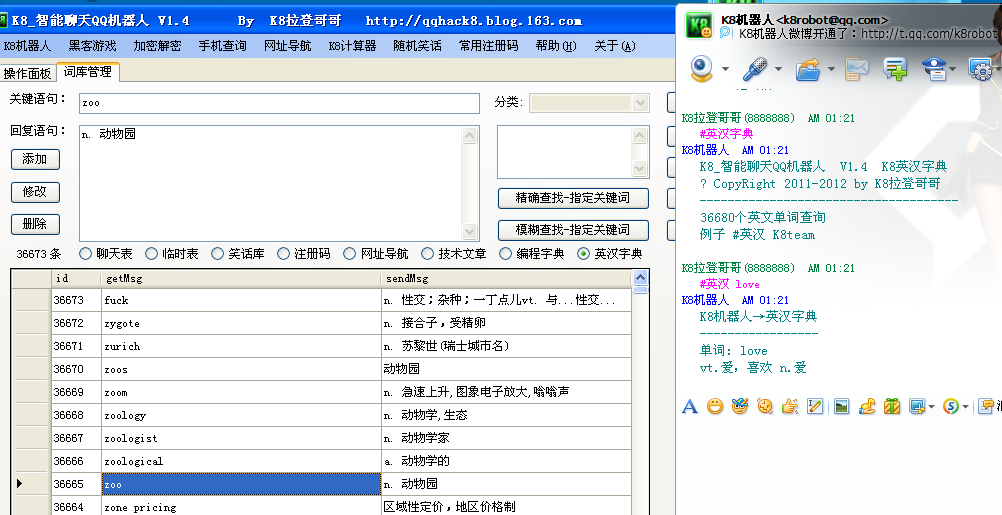 K8_智能聊天QQ机器人 V1.4 By K8拉登哥哥 http://qqhack8.blog.163.com
K8机器人 黑客游戏 加密解密 手机查询 网址导航 K8计算器 随机笑话 常用注册码 帮助(H) 关于(A)
操作面板 词库管理
关键语句： zoo 分类:
回复语句： n. 动物园
添加
修改
删除
精确查找-指定关键词
模糊查找-指定关键词
36673 条 聊天表 临时表 笑话库 注册码 网址导航 技术文章 编程字典 英汉字典
id getMsg sendMsg
36673 fuck n. 性交；杂种；一丁点儿vt. 与...性交...
36672 zygote n. 接合子，受精卵
36671 zurich n. 苏黎世(瑞士城市名)
36670 zoos 动物园
36669 zoom n. 急速上升,图象电子放大,嗡嗡声
36668 zoology n. 动物学,生态
36667 zoologist n. 动物学家
36666 zoological a. 动物学的
36665 zoo n. 动物园
36664 zone pricing 区域性定价，地区价格制
K8机器人<k8robot@qq.com>
K8机器人微博开通了：http://t.qq.com/k8robot
K8拉登哥哥(8888888) AM 01:21
#英汉字典
K8机器人 AM 01:21
K8_智能聊天QQ机器人 V1.4 K8英汉字典
? CopyRight 2011-2012 by K8拉登哥哥
--------------------------------------
36680个英文单词查询
例子 #英汉 K8team
K8拉登哥哥(8888888) AM 01:21
#英汉 love
K8机器人 AM 01:21
K8机器人→英汉字典
-----------------
单词: love
vt.爱，喜欢 n.爱